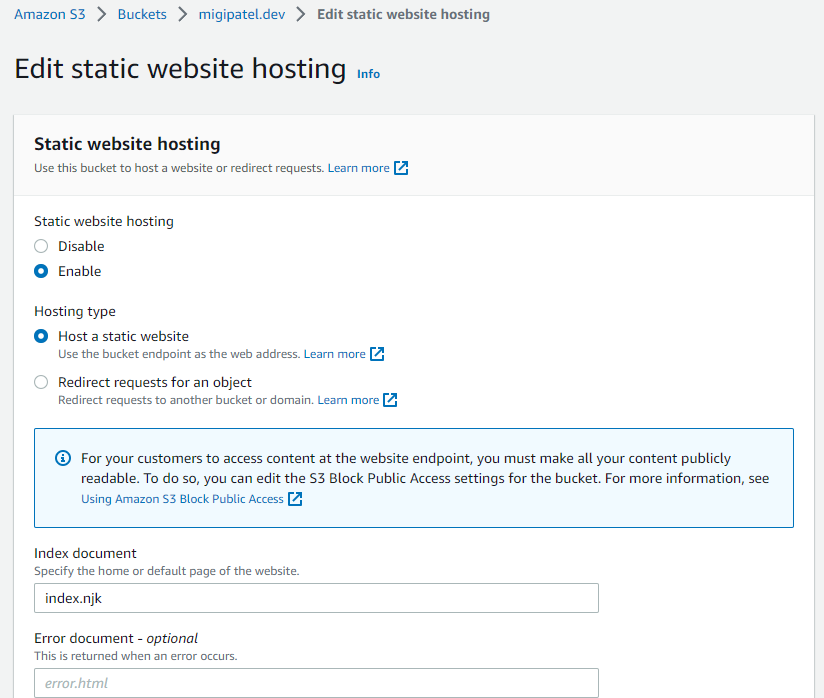 Amazon S3 > Buckets > migipatel.dev > Edit static website hosting
Edit static website hosting Info
Static website hosting
Use this bucket to host a website or redirect requests. Learn more
Static website hosting
Disable
Enable
Hosting type
Host a static website
Use the bucket endpoint as the web address. Learn more
Redirect requests for an object
Redirect requests to another bucket or domain. Learn more
For your customers to access content at the website endpoint, you must make all your content publicly
readable. To do so, you can edit the S3 Block Public Access settings for the bucket. For more information, see
Using Amazon S3 Block Public Access
Index document
Specify the home or default page of the website.
index.njk
Error document - optional
This is returned when an error occurs.
error.html